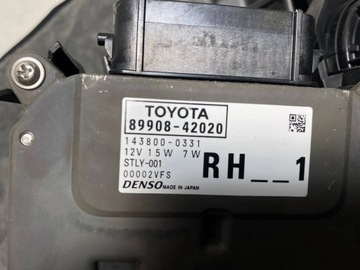 TOYOTA
89908-42020
143800-0331
12V 15W 7W
STLY-001
00002VFS
DENSO MADE IN JAPAN
RH__1